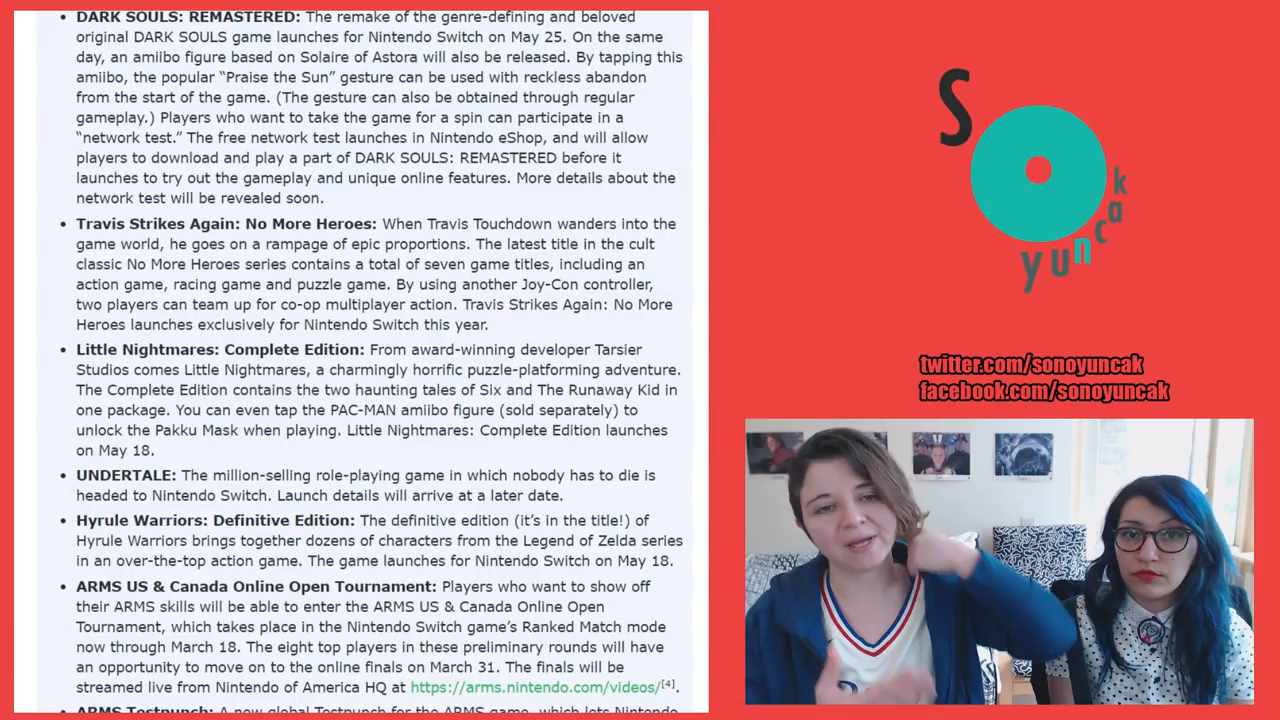 • DARK SOULS: REMASTERED: The remake of the genre-defining and beloved
original DARK SOULS game launches for Nintendo Switch on May 25. On the same
day, an amiibo figure based on Solaire of Astora will also be released. By tapping this
amiibo, the popular “Praise the Sun” gesture can be used with reckless abandon
from the start of the game. (The gesture can also be obtained through regular
gameplay.) Players who want to take the game for a spin can participate in a
“network test.” The free network test launches in Nintendo eShop, and will allow
players to download and play a part of DARK SOULS: REMASTERED before it
launches to try out the gameplay and unique online features. More details about the
network test will be revealed soon.
• Travis Strikes Again: No More Heroes: When Travis Touchdown wanders into the
game world, he goes on a rampage of epic proportions. The latest title in the cult
classic No More Heroes series contains a total of seven game titles, including an
action game, racing game and puzzle game. By using another Joy-Con controller,
two players can team up for co-op multiplayer action. Travis Strikes Again: No More
Heroes launches exclusively for Nintendo Switch this year.
• Little Nightmares: Complete Edition: From award-winning developer Tarsier
Studios comes Little Nightmares, a charmingly horrific puzzle-platforming adventure.
The Complete Edition contains the two haunting tales of Six and The Runaway Kid in
one package. You can even tap the PAC-MAN amiibo figure (sold separately) to
unlock the Pakku Mask when playing. Little Nightmares: Complete Edition launches
on May 18.
• UNDERTALE: The million-selling role-playing game in which nobody has to die is
headed to Nintendo Switch. Launch details will arrive at a later date.
• Hyrule Warriors: Definitive Edition: The definitive edition (it’s in the title!) of
Hyrule Warriors brings together dozens of characters from the Legend of Zelda series
in an over-the-top action game. The game launches for Nintendo Switch on May 18.
• ARMS US & Canada Online Open Tournament: Players who want to show off
their ARMS skills will be able to enter the ARMS US & Canada Online Open
Tournament, which takes place in the Nintendo Switch game’s Ranked Match mode
now through March 18. The eight top players in these preliminary rounds will have
an opportunity to move on to the online finals on March 31. The finals will be
streamed live from Nintendo of America HQ at https://arms.nintendo.com/videos/[4].
ARMS Testpunch: A new global Testpunch for the ARMS game, which lets Nintendo
S yuncak
twitter.com/sonoyuncak
facebook.com/sonoyuncak